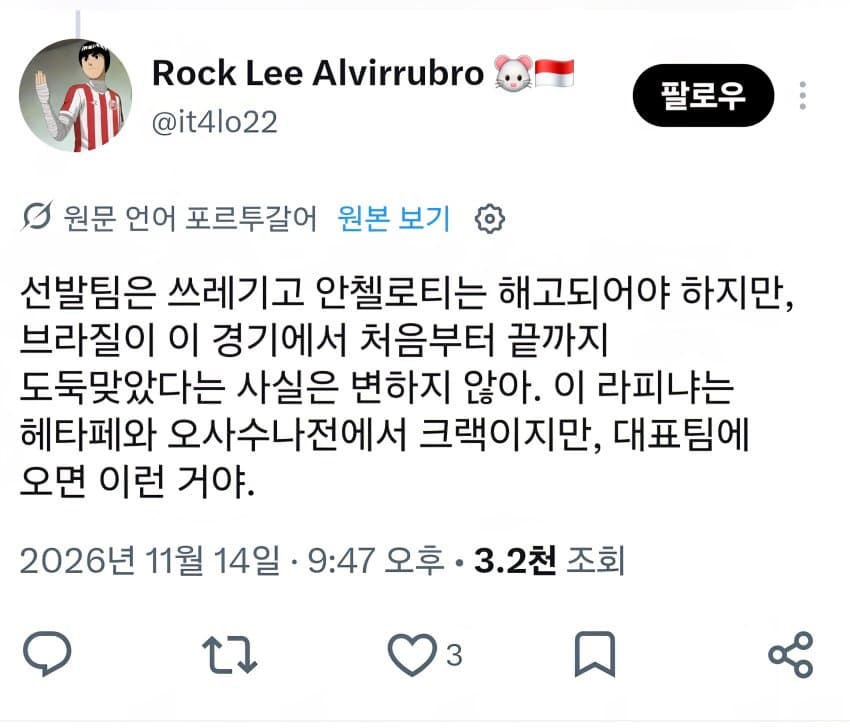 Rock Lee Alvirrubro 🐭🇮🇩
@it4lo22
팔로우
원문 언어 포르투갈어 원본 보기
선발팀은 쓰레기고 안첼로티는 해고되어야 하지만,
브라질이 이 경기에서 처음부터 끝까지
도둑맞았다는 사실은 변하지 않아. 이 라피냐는
헤타페와 오사수나전에서 크랙이지만, 대표팀에
오면 이런 거야.
2026년 11월 14일 · 9:47 오후 · 3.2천 조회
3